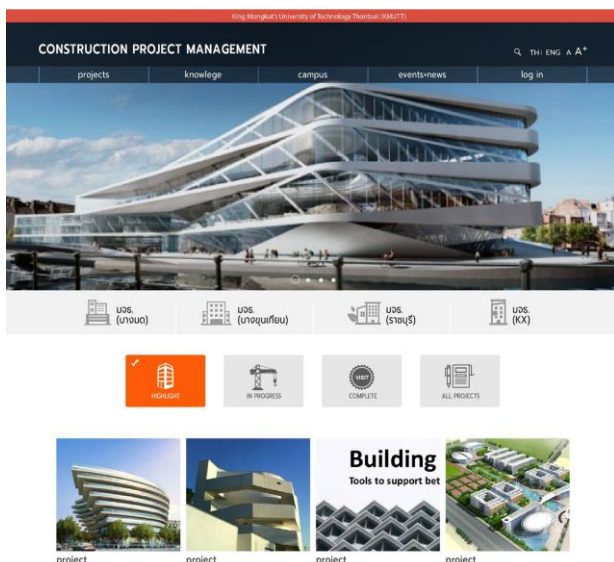 King Mongkut's University of Technology Thonburi (KMUTT)
CONSTRUCTION PROJECT MANAGEMENT
TH ENG A A+
projects knowlege campus events•news log in
มจธ.
(บางมด)
มจธ.
(บางขุนเทียน)
มจธ.
(ราชบุรี)
มจธ.
(KX)
HIGHLIGHT
IN PROGRESS
VISIT
COMPLETE
ALL PROJECTS
Building
Tools to support bet
project project project project